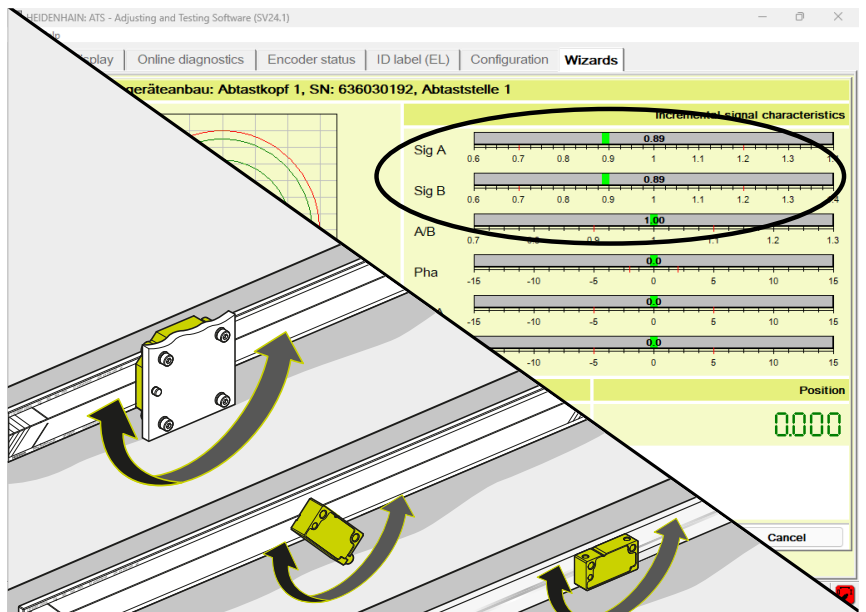 HEIDENHAIN: ATS - Adjusting and Testing Software (SV24.1)
Online diagnostics Encoder status ID label (EL) Configuration Wizards
geräteanbau: Abtastkopf 1, SN: 636030192, Abtaststelle 1
Incremental signal characteristics
0.89
Sig A
0.6 0.7 0.8 0.9 1 1.1 1.2 1.3
0.89
Sig B
0.6 0.7 0.8 0.9 1 1.1 1.2 1.3
1.00
A/B
0.7 0.9 1 1.1 1.2 1.3
0.0
Pha
-15 -10 -5 0 5 10 15
0.0
-15 -10 -5 0 5 10 15
0.0
-10 -5 0 5 10 15
Position
0.000
Cancel